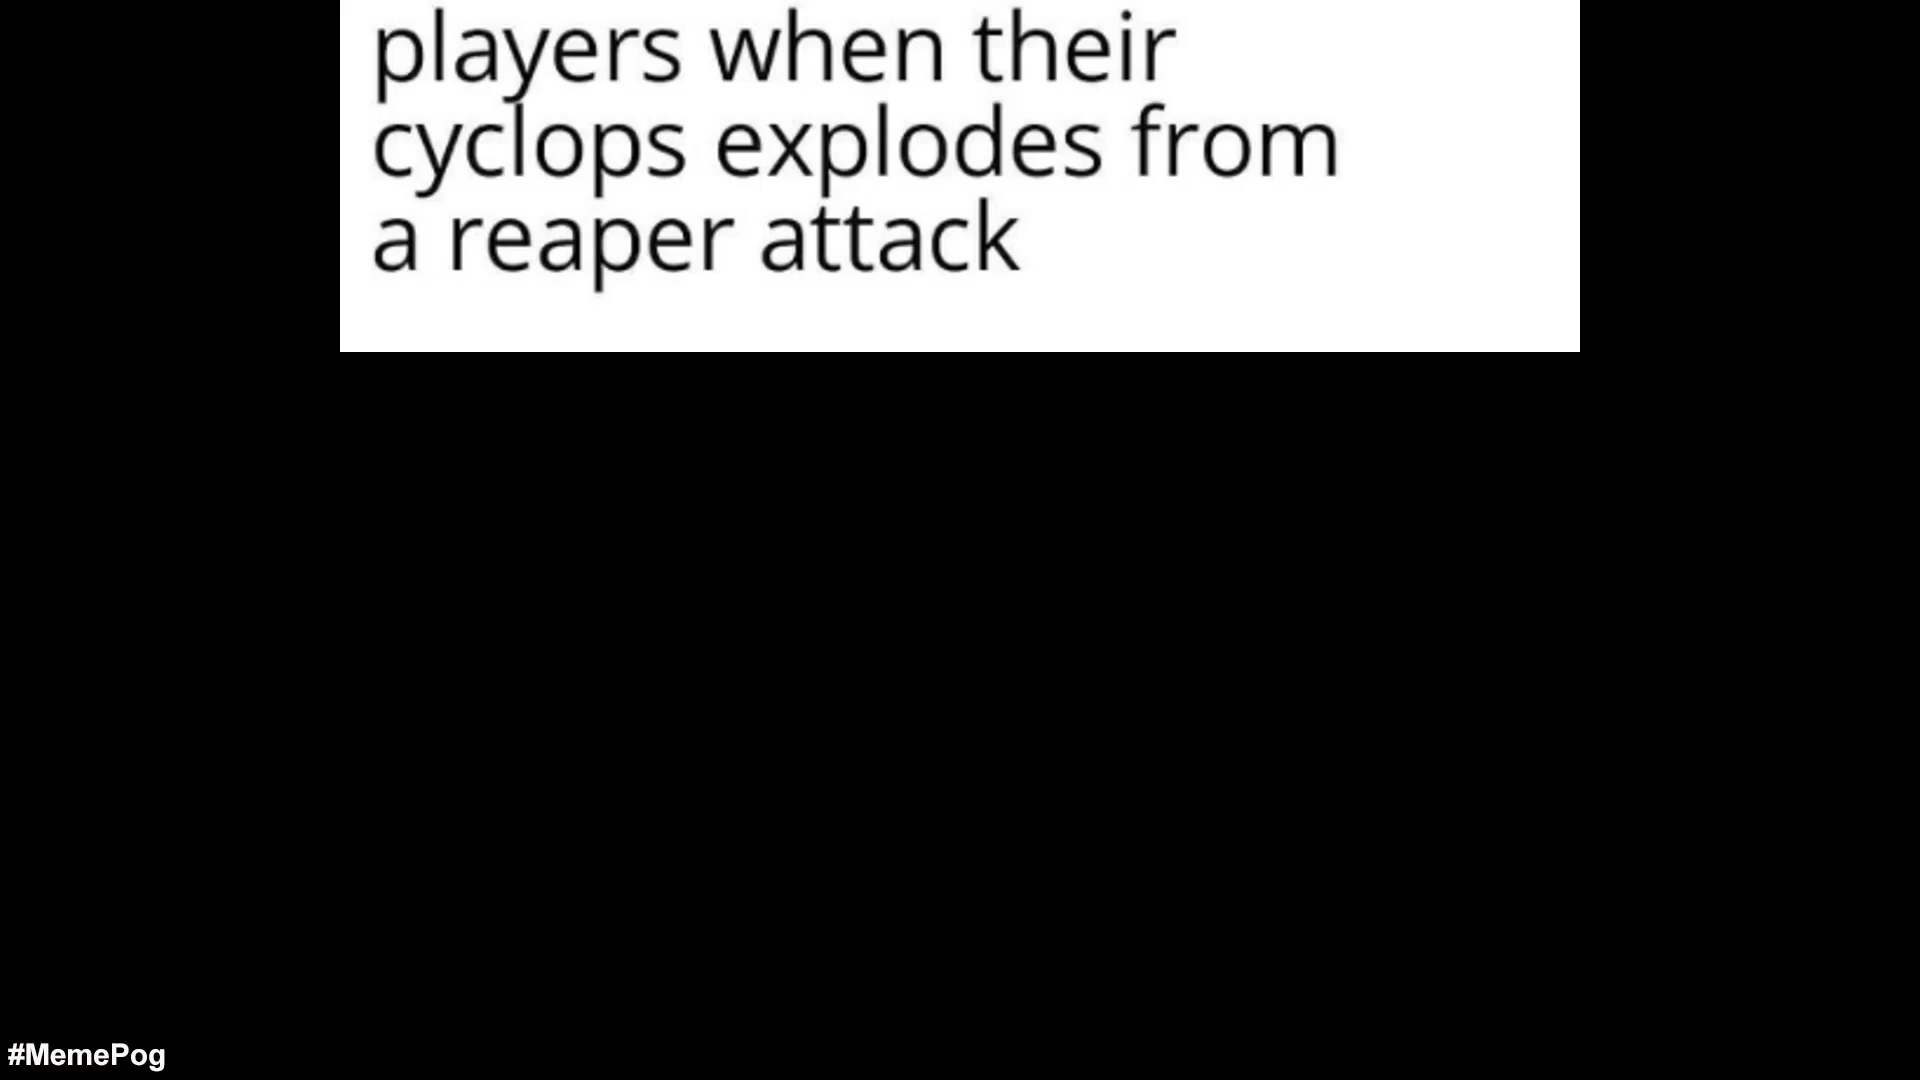 players when their
cyclops explodes from
a reaper attack
#MemePog